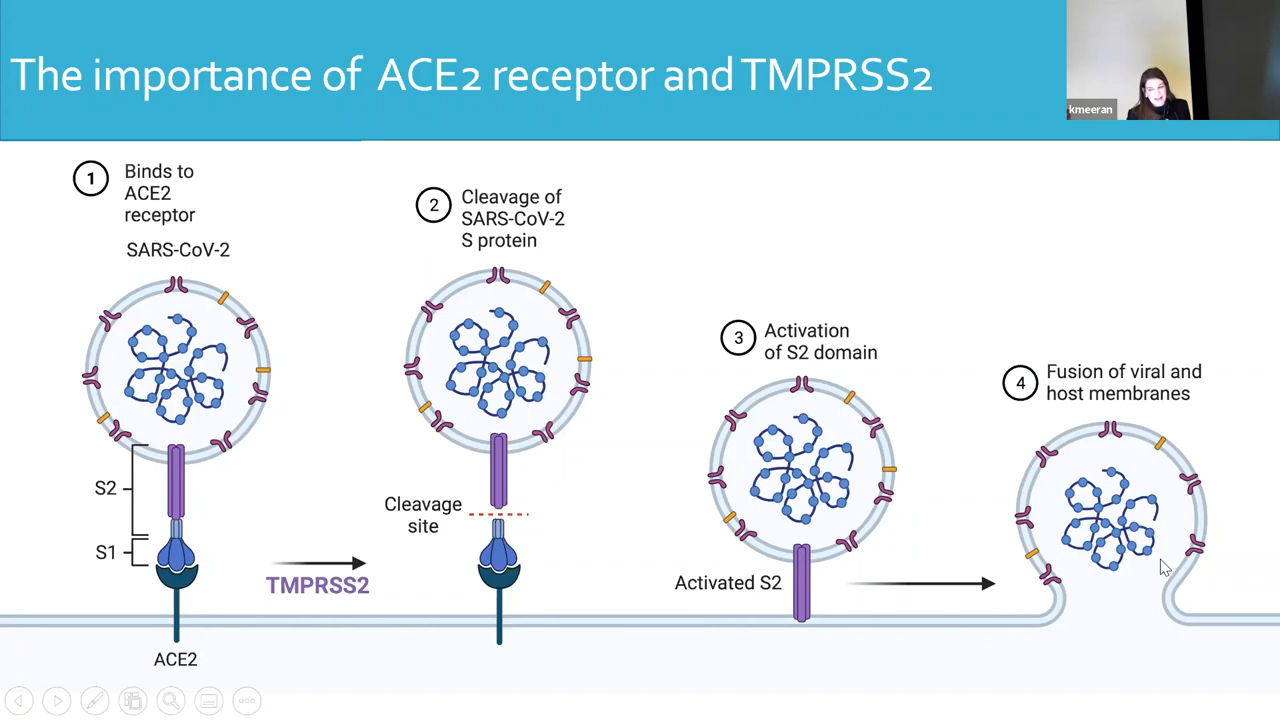 The importance of ACE2 receptor and TMPRSS2
kmeeran
1
Binds to
ACE2
receptor
SARS-CoV-2
2
Cleavage of
SARS-CoV-2
S protein
3
Activation
of S2 domain
4
Fusion of viral and
host membranes
S2
S1
TMPRSS2
ACE2
Cleavage
site
Activated S2